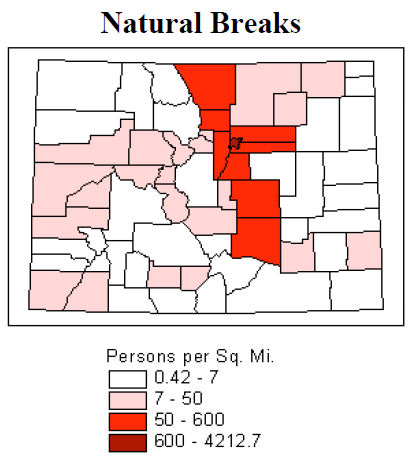 Natural Breaks
Persons per Sq. Mi.
0.42 - 7
7 - 50
50 - 600
600 - 4212.7